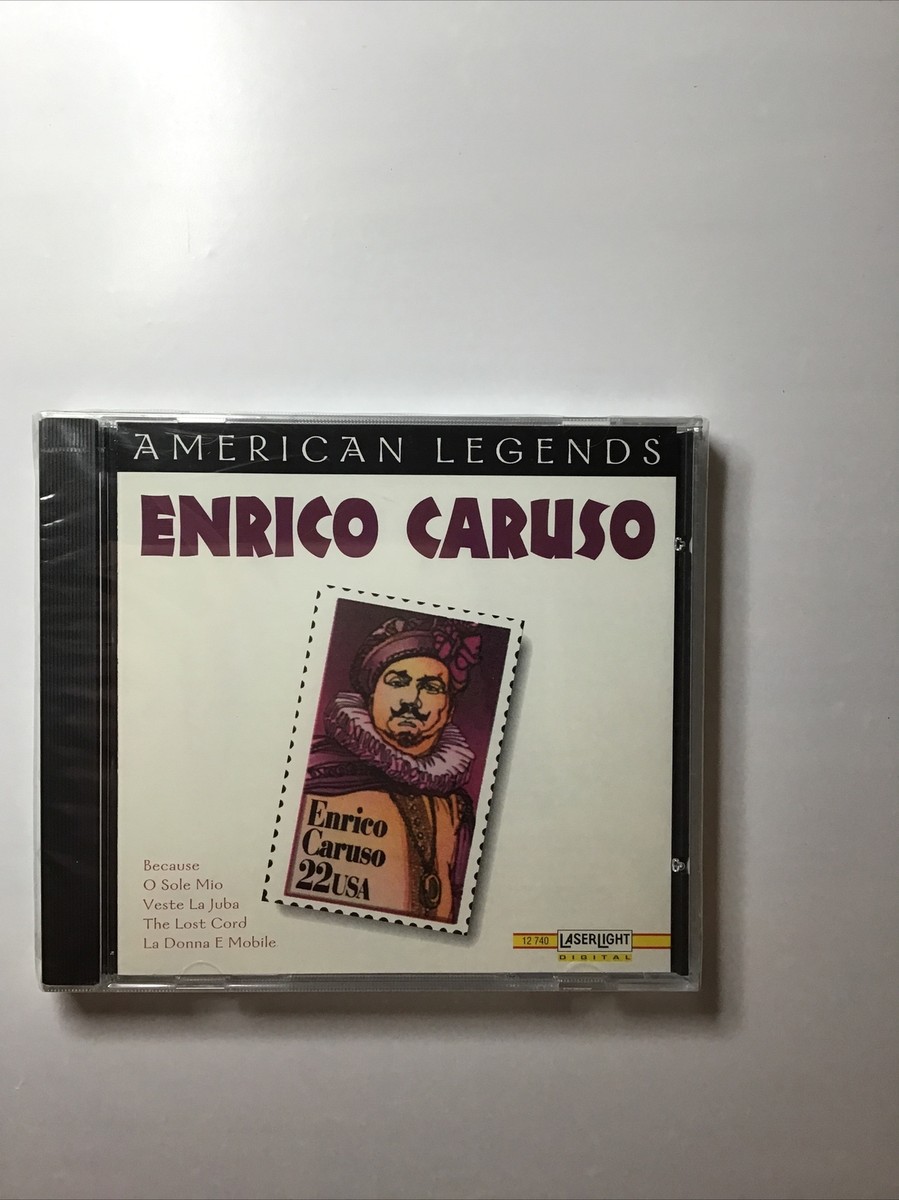 AMERICAN LEGENDS
ENRICO CARUSO
Enrico
Caruso
22USA
Because
O Sole Mio
Veste La Juba
The Lost Cord
La Donna E Mobile
12 740 LASERLIGHT
DIGITAL